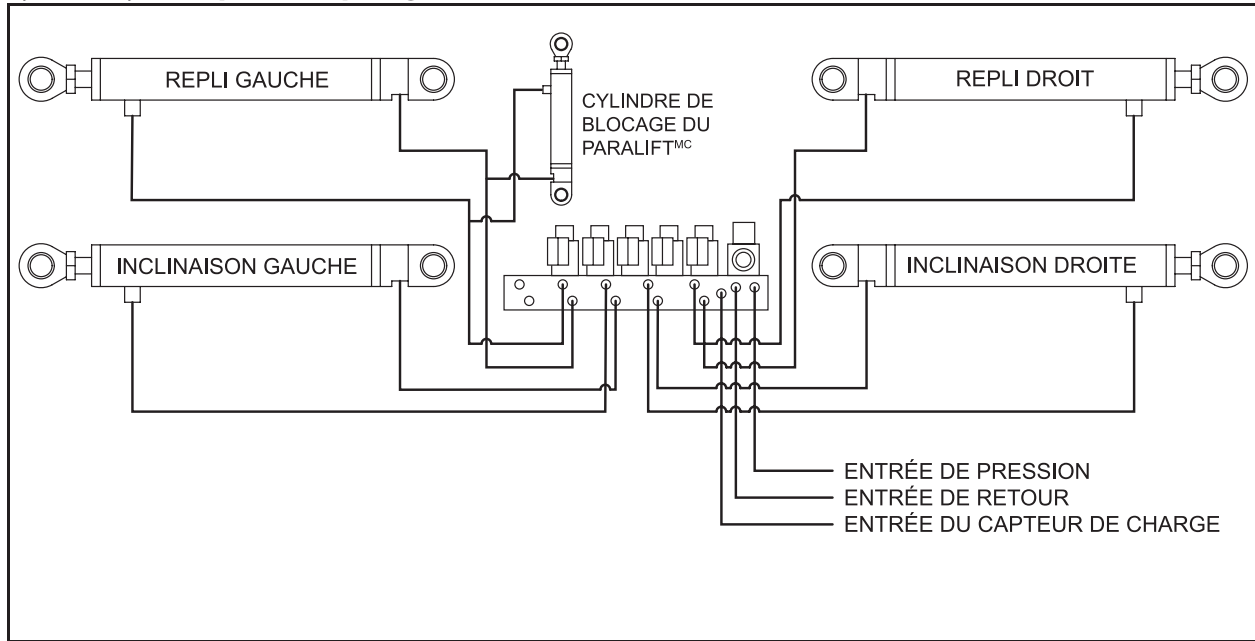 REPLI GAUCHE
CYLINDRE DE
BLOCAGE DU
PARALIFTᴹᶜ
REPLI DROIT
INCLINAISON GAUCHE
INCLINAISON DROITE
ENTRÉE DE PRESSION
ENTRÉE DE RETOUR
ENTRÉE DU CAPTEUR DE CHARGE